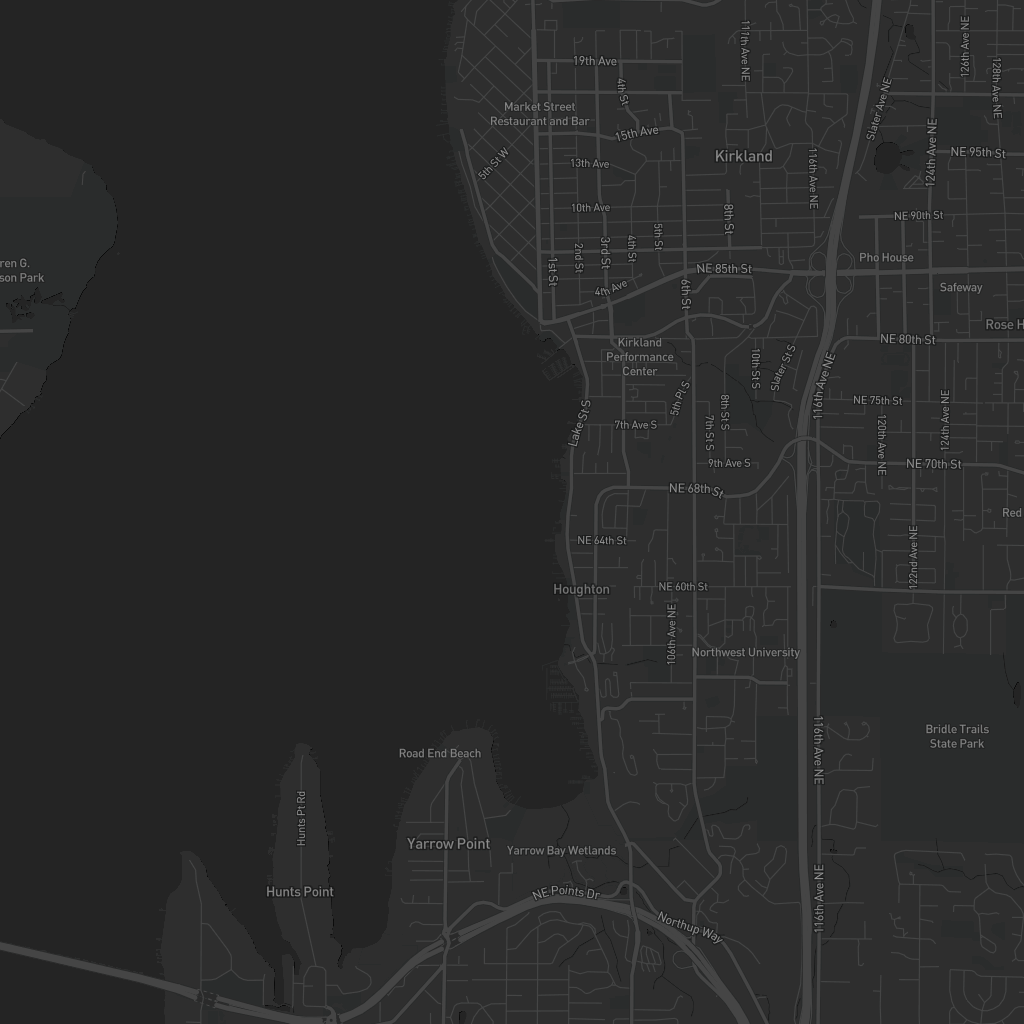 19th Ave
4th St
111th Ave NE
126th Ave NE
128th Ave NE
Slater Ave NE
Market Street
Restaurant and Bar
15th Ave
124th Ave NE
5th St W
13th Ave
Kirkland
116th Ave NE
NE 95th St
10th Ave
8th St
NE 90th St
ren G.
son Park
1st St
2nd St
3rd St
4th St
5th St
NE 85th St
Pho House
4th Ave
6th St
Safeway
Rose H
Kirkland
Performance
Center
10th St S
Slater St S
116th Ave NE
NE 80th St
Lake St S
5th Pl S
8th St S
7th St S
7th Ave S
NE 75th St
120th Ave NE
124th Ave NE
9th Ave S
NE 70th St
NE 68th St
Red
NE 64th St
122nd Ave NE
Houghton
NE 60th St
106th Ave NE
Northwest University
116th Ave NE
Bridle Trails
State Park
Road End Beach
Hunts Pt Rd
Yarrow Point
Yarrow Bay Wetlands
Hunts Point
NE Points Dr
116th Ave NE
Northup Way